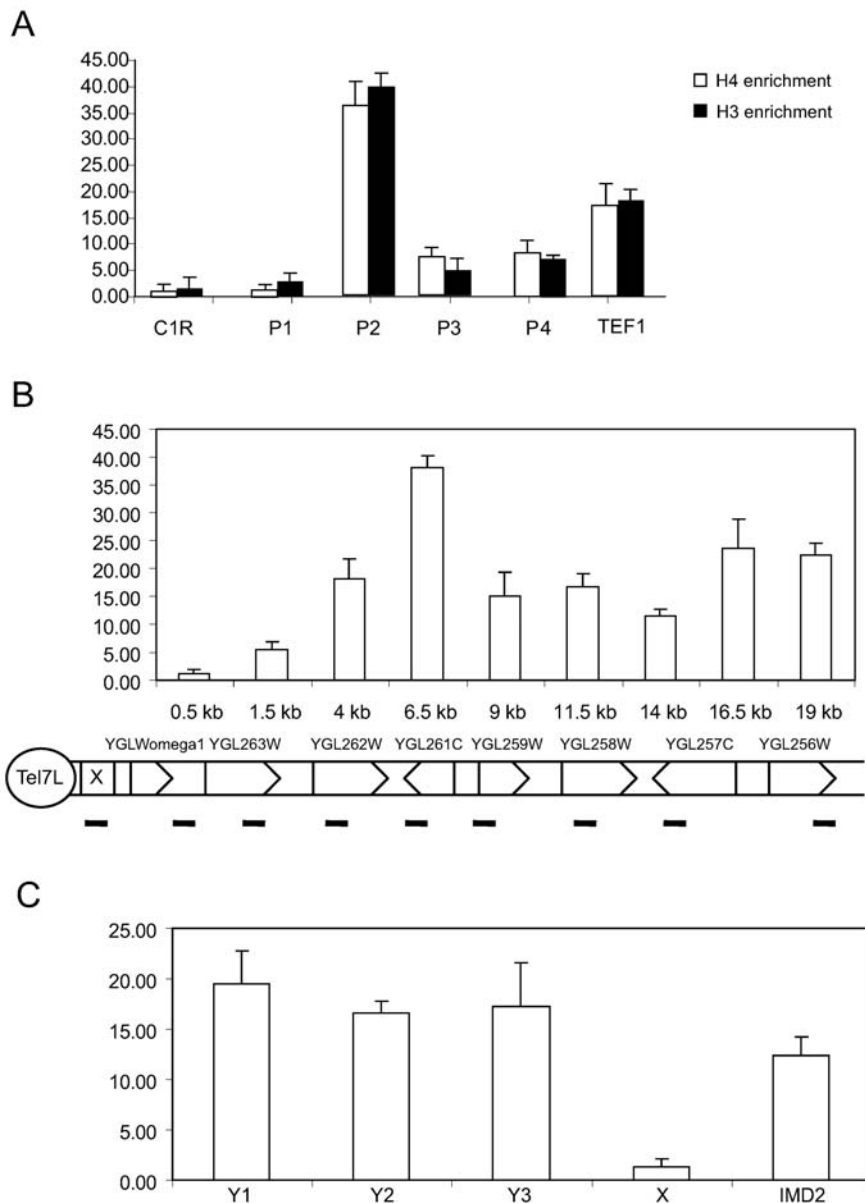 A
45.00
40.00
35.00
30.00
25.00
20.00
15.00
10.00
5.00
0.00
C1R P1 P2 P3 P4 TEF1
H4 enrichment
H3 enrichment
B
45.00
40.00
35.00
30.00
25.00
20.00
15.00
10.00
5.00
0.00
0.5 kb 1.5 kb 4 kb 6.5 kb 9 kb 11.5 kb 14 kb 16.5 kb 19 kb
YGLWomega1 YGL263W YGL262W YGL261C YGL259W YGL258W YGL257C YGL256W
Tel7L X
C
25.00
20.00
15.00
10.00
5.00
0.00
Y1 Y2 Y3 X IMD2